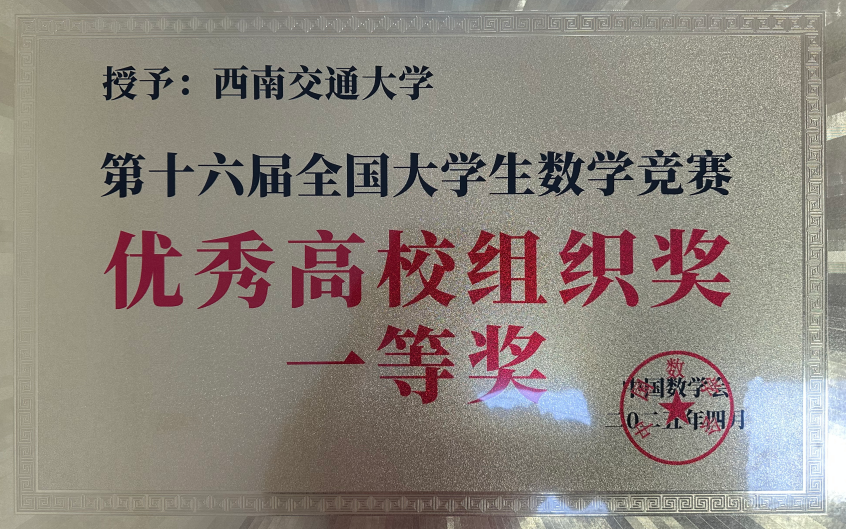 授予：西南交通大学
第十六届全国大学生数学竞赛
优秀高校组织奖
一等奖
中国数学会
二〇二五年四月